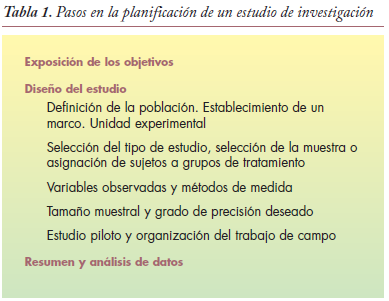 Tabla 1. Pasos en la planificación de un estudio de investigación
Exposición de los objetivos
Diseño del estudio
Definición de la población. Establecimiento de un
marco. Unidad experimental
Selección del tipo de estudio, selección de la muestra o
asignación de sujetos a grupos de tratamiento
Variables observadas y métodos de medida
Tamaño muestral y grado de precisión deseado
Estudio piloto y organización del trabajo de campo
Resumen y análisis de datos